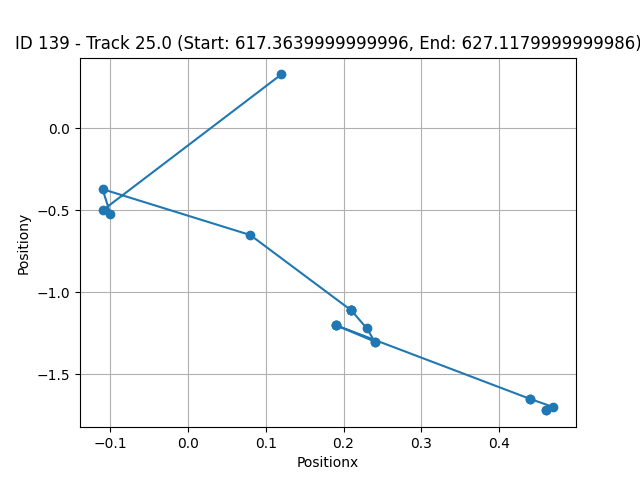 ID 139 - Track 25.0 (Start: 617.3639999999996, End: 627.1179999999986)
0.0
−0.5
−1.0
−1.5
Positiony
−0.1 0.0 0.1 0.2 0.3 0.4
Positionx